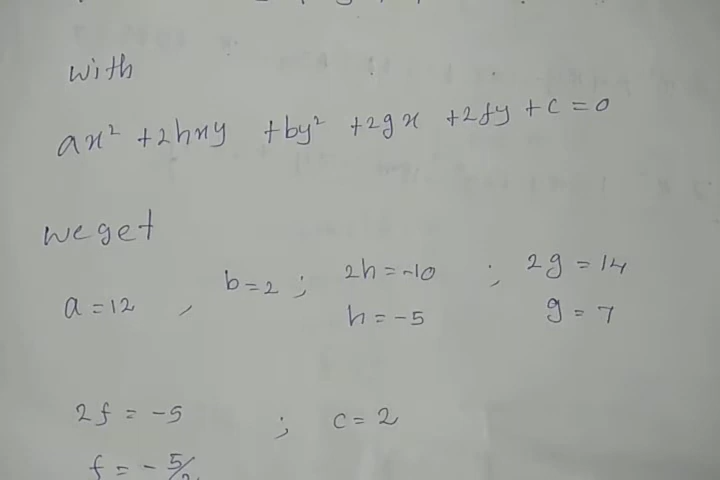 with
ax² + 2hxy + by² + 2gx + 2fy + c = 0
we get
a = 12 , b = 2 ; 2h = -10 ; 2g = 14
h = -5 g = 7
2f = -5 ; c = 2
f = -5/2